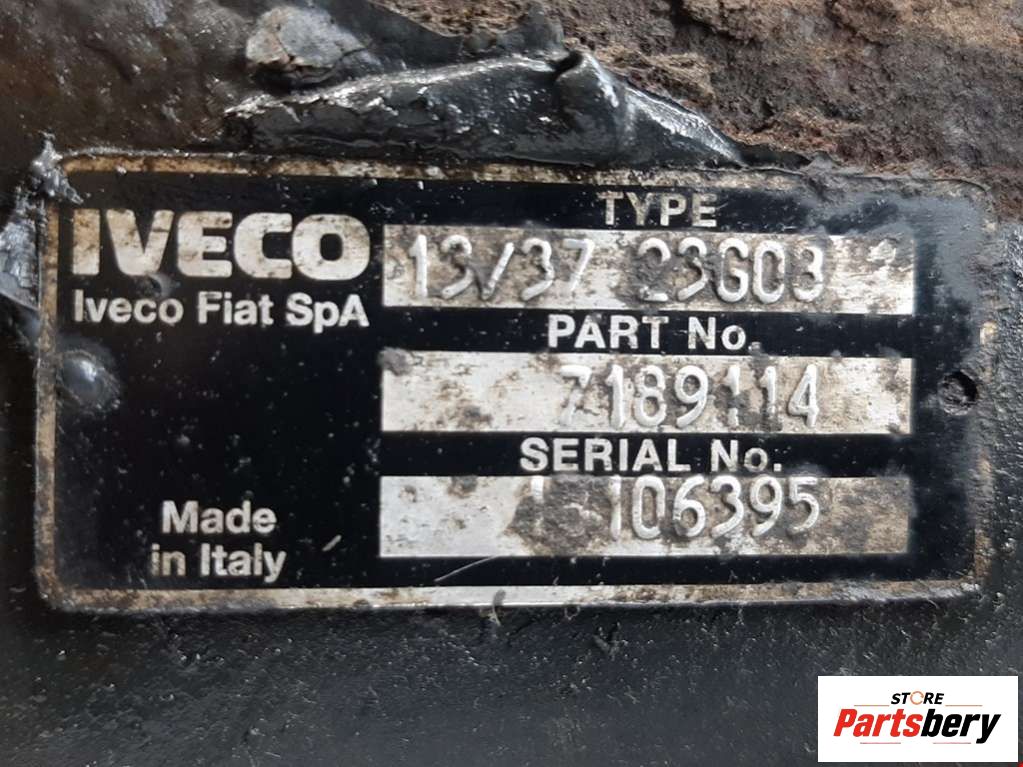 IVECO
Iveco Fiat SpA
TYPE
13/37 23G03
PART No.
7189114
SERIAL No.
106395
Made
in Italy
STORE
Partsbery